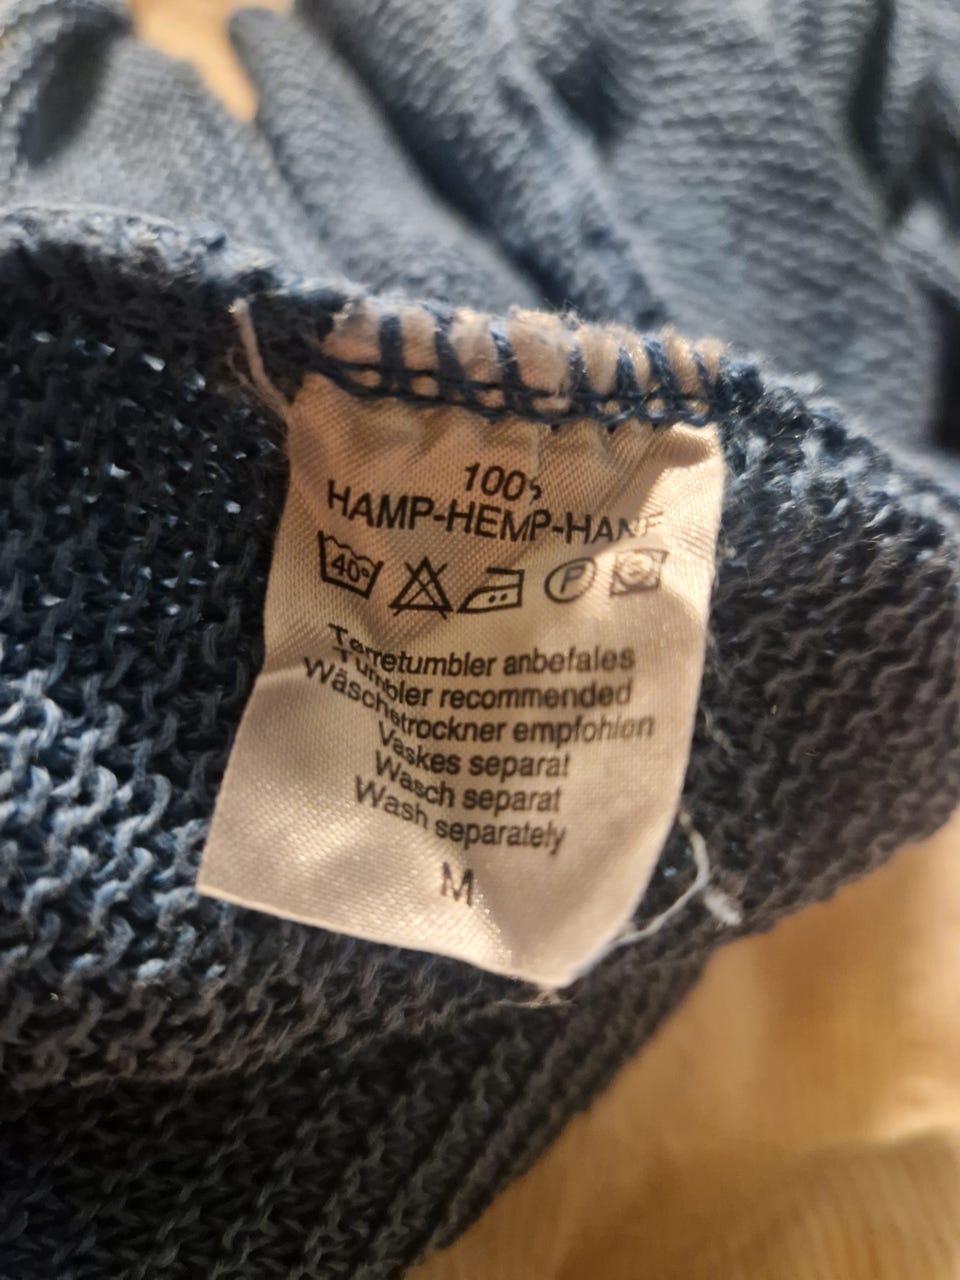 100%
HAMP-HEMP-HANF
40° P
Tørretumbler anbefales
Tumbler recommended
Wäschetrockner empfohlen
Vaskes separat
Wasch separat
Wash separately
M